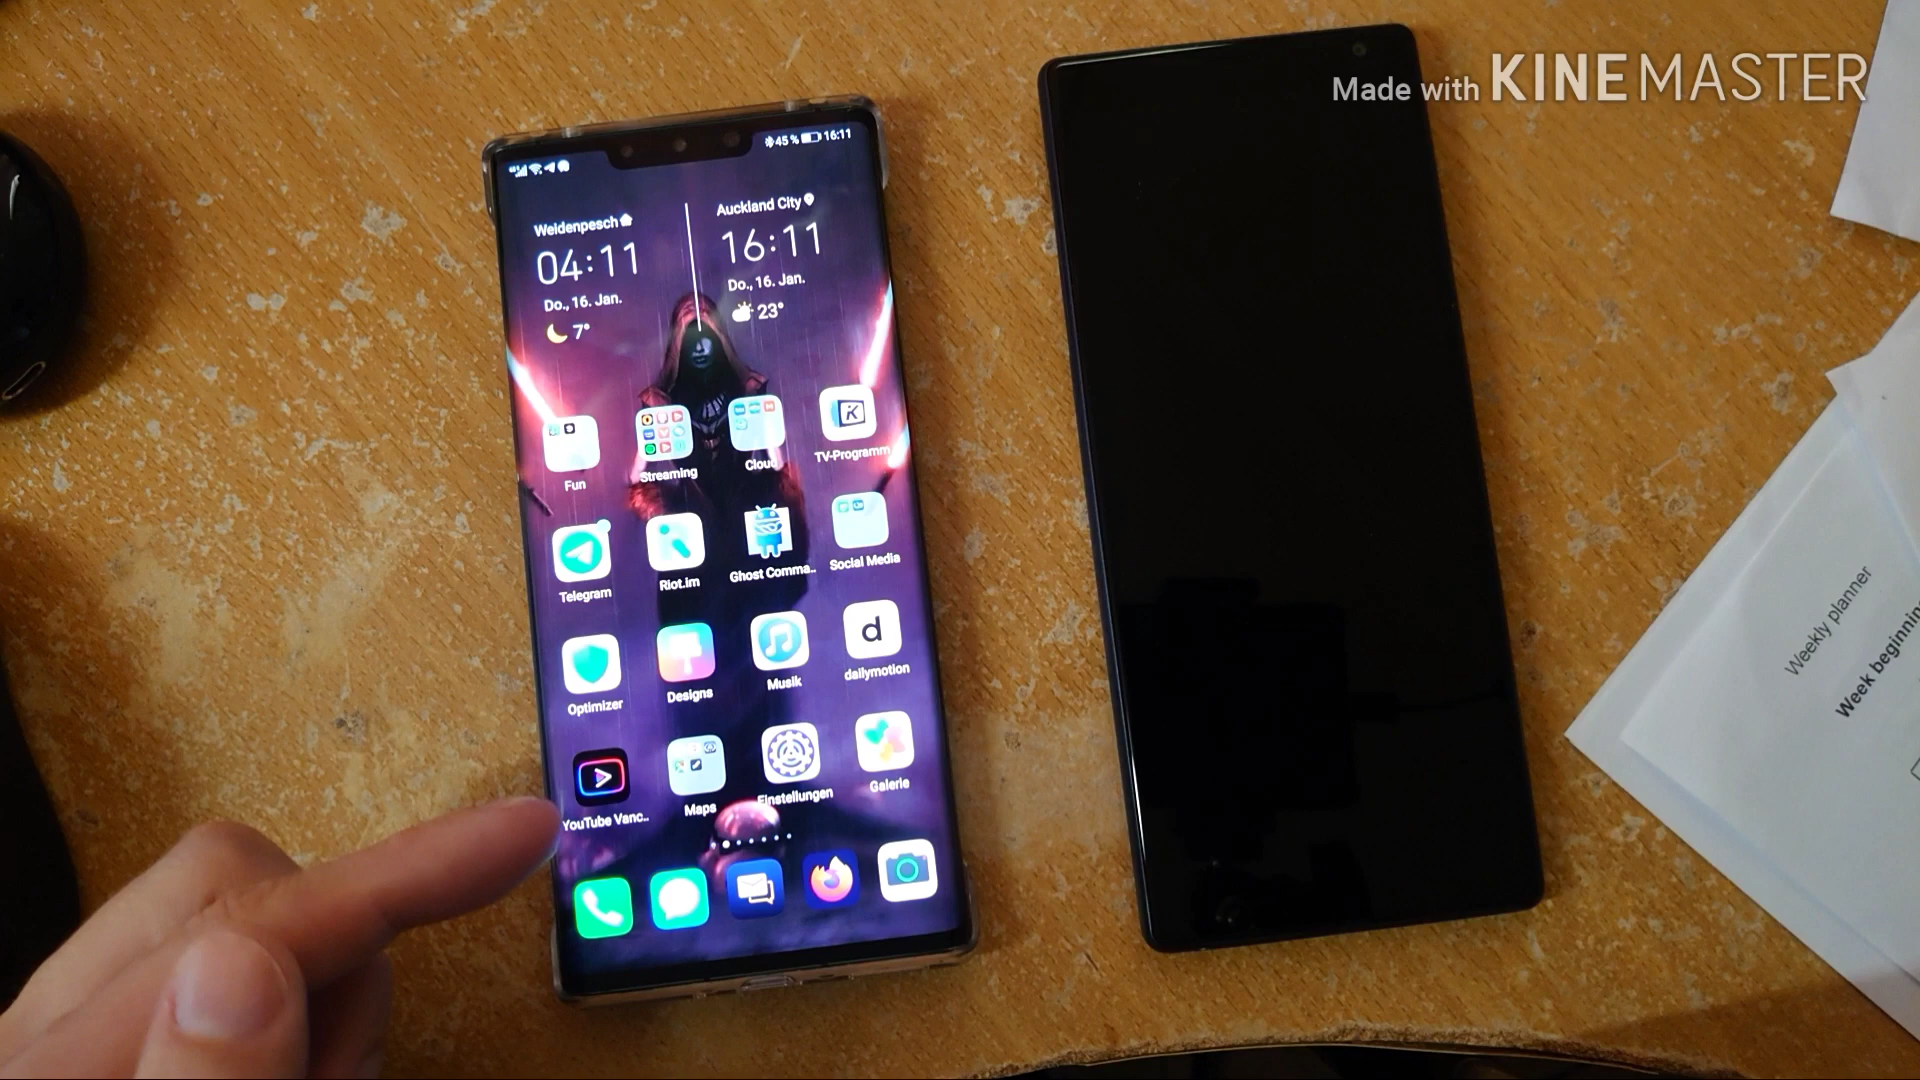 Made with KINEMASTER
45 % 16:11
Weidenpesch
04:11
Do., 16. Jan.
7°
Auckland City
16:11
Do., 16. Jan.
23°
Fun
Streaming
Cloud
K
TV-Programm
Telegram
Riot.im
Ghost Comma..
Social Media
Optimizer
Designs
Musik
d
dailymotion
YouTube Vanc..
Maps
Einstellungen
Galerie
Weekly planner
Week beginnin